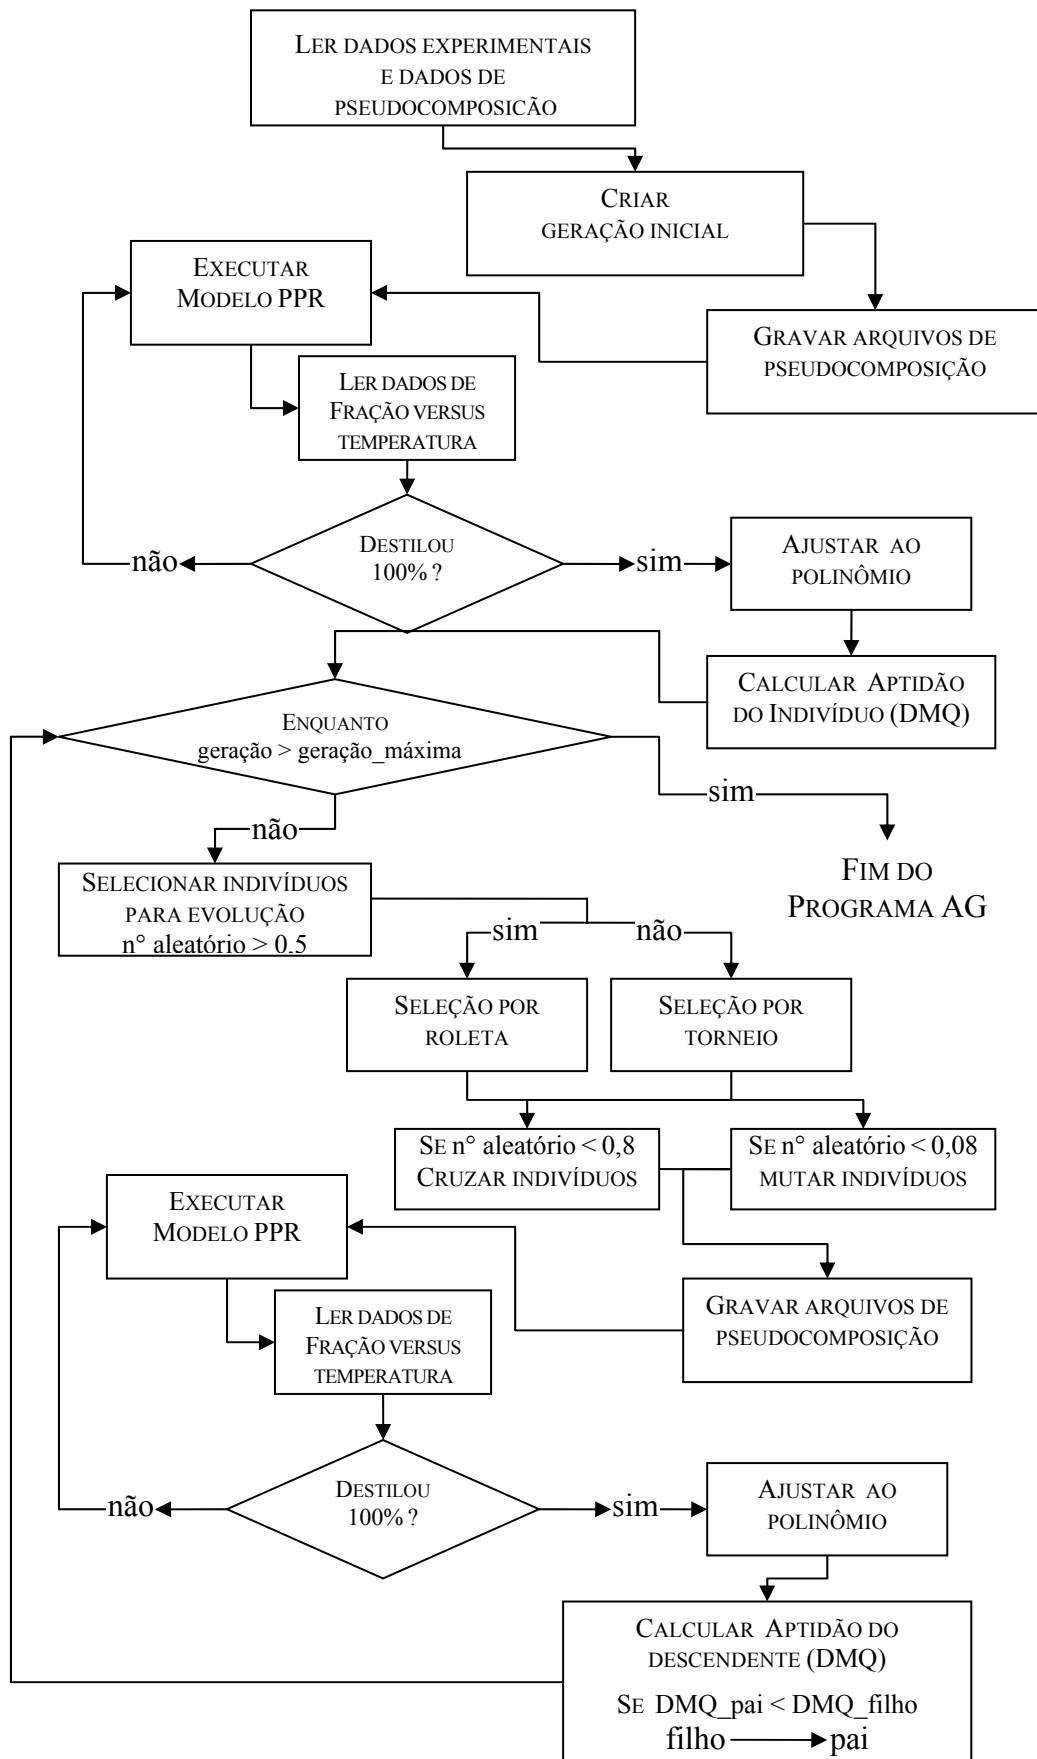 LER DADOS EXPERIMENTAIS
E DADOS DE
PSEUDOCOMPOSICÃO
CRIAR
GERAÇÃO INICIAL
EXECUTAR
MODELO PPR
GRAVAR ARQUIVOS DE
PSEUDOCOMPOSIÇÃO
LER DADOS DE
FRAÇÃO VERSUS
TEMPERATURA
DESTILOU
100% ?
não
sim
AJUSTAR AO
POLINÔMIO
CALCULAR APTIDÃO
DO INDIVÍDUO (DMQ)
ENQUANTO
geração > geração_máxima
sim
não
FIM DO
PROGRAMA AG
SELECIONAR INDIVÍDUOS
PARA EVOLUÇÃO
n° aleatório > 0.5
sim
não
SELEÇÃO POR
ROLETA
SELEÇÃO POR
TORNEIO
SE n° aleatório < 0,8
CRUZAR INDIVÍDUOS
SE n° aleatório < 0,08
MUTAR INDIVÍDUOS
EXECUTAR
MODELO PPR
GRAVAR ARQUIVOS DE
PSEUDOCOMPOSIÇÃO
LER DADOS DE
FRAÇÃO VERSUS
TEMPERATURA
DESTILOU
100% ?
não
sim
AJUSTAR AO
POLINÔMIO
CALCULAR APTIDÃO DO
DESCENDENTE (DMQ)
SE DMQ_pai < DMQ_filho
filho pai